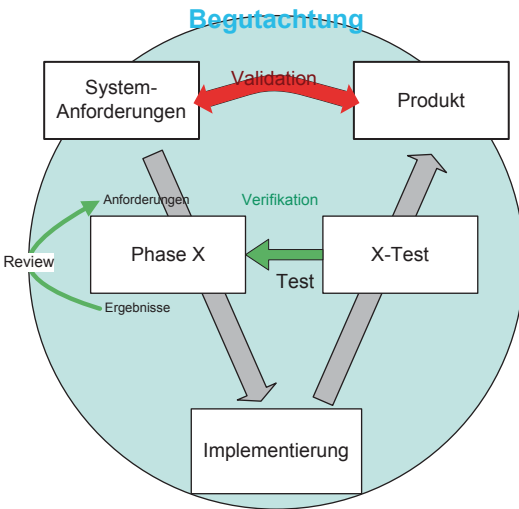 Begutachtung
System-
Anforderungen
Validation
Produkt
Anforderungen
Verifikation
Review
Phase X
X-Test
Test
Ergebnisse
Implementierung